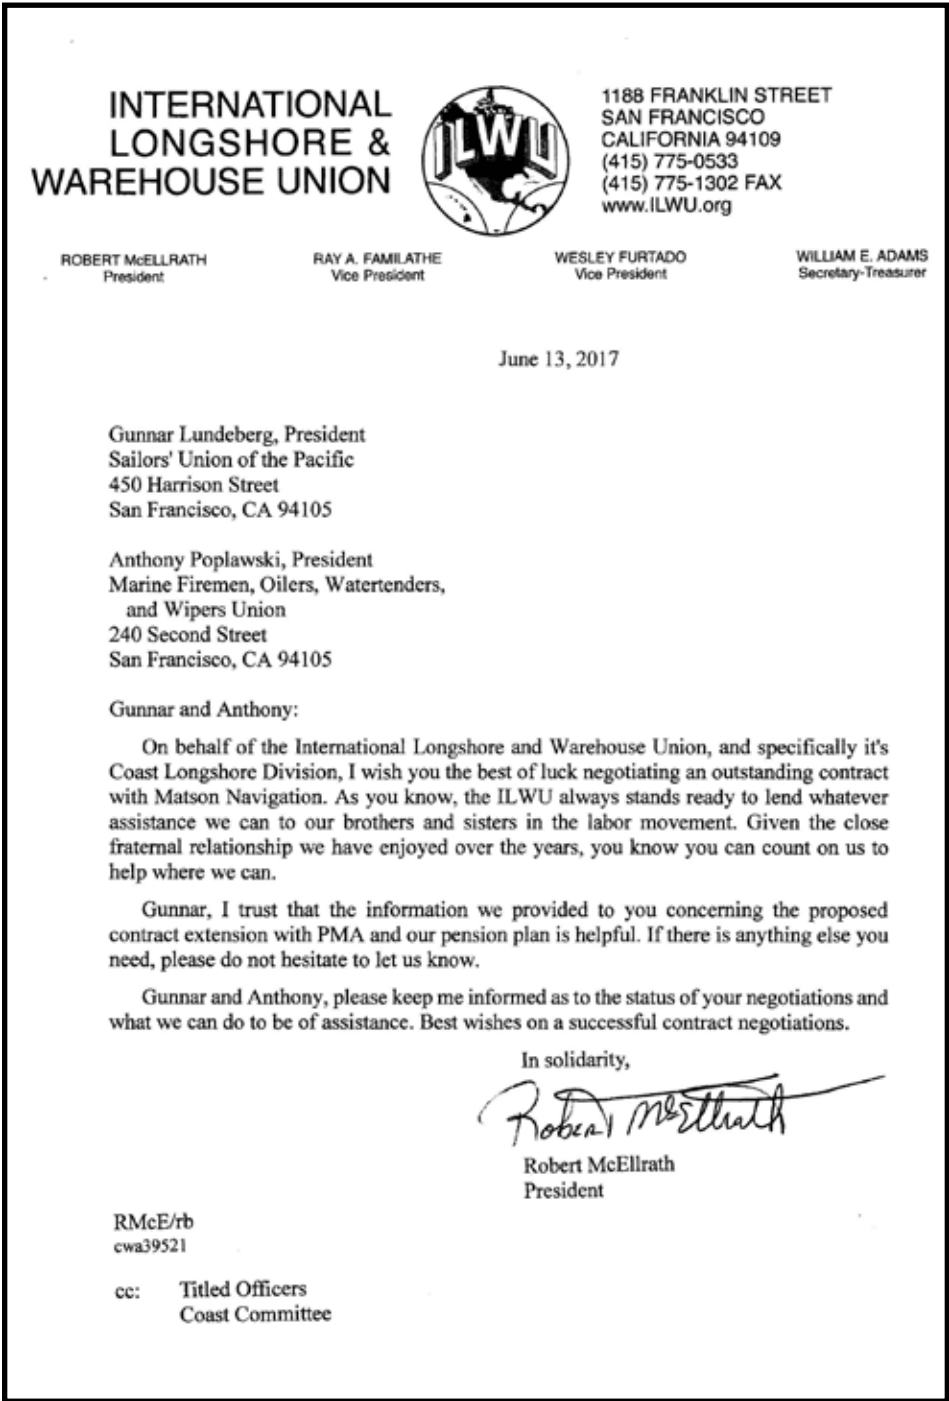 INTERNATIONAL
LONGSHORE &
WAREHOUSE UNION
ILWU
1188 FRANKLIN STREET
SAN FRANCISCO
CALIFORNIA 94109
(415) 775-0533
(415) 775-1302 FAX
www.ILWU.org
ROBERT McELLRATH
President
RAY A. FAMILATHE
Vice President
WESLEY FURTADO
Vice President
WILLIAM E. ADAMS
Secretary-Treasurer
June 13, 2017
Gunnar Lundeberg, President
Sailors' Union of the Pacific
450 Harrison Street
San Francisco, CA 94105
Anthony Poplawski, President
Marine Firemen, Oilers, Watertenders,
and Wipers Union
240 Second Street
San Francisco, CA 94105
Gunnar and Anthony:
On behalf of the International Longshore and Warehouse Union, and specifically it's
Coast Longshore Division, I wish you the best of luck negotiating an outstanding contract
with Matson Navigation. As you know, the ILWU always stands ready to lend whatever
assistance we can to our brothers and sisters in the labor movement. Given the close
fraternal relationship we have enjoyed over the years, you know you can count on us to
help where we can.
Gunnar, I trust that the information we provided to you concerning the proposed
contract extension with PMA and our pension plan is helpful. If there is anything else you
need, please do not hesitate to let us know.
Gunnar and Anthony, please keep me informed as to the status of your negotiations and
what we can do to be of assistance. Best wishes on a successful contract negotiations.
In solidarity,
Robert McEllrath
Robert McEllrath
President
RMcE/rb
cwa39521
cc: Titled Officers
Coast Committee